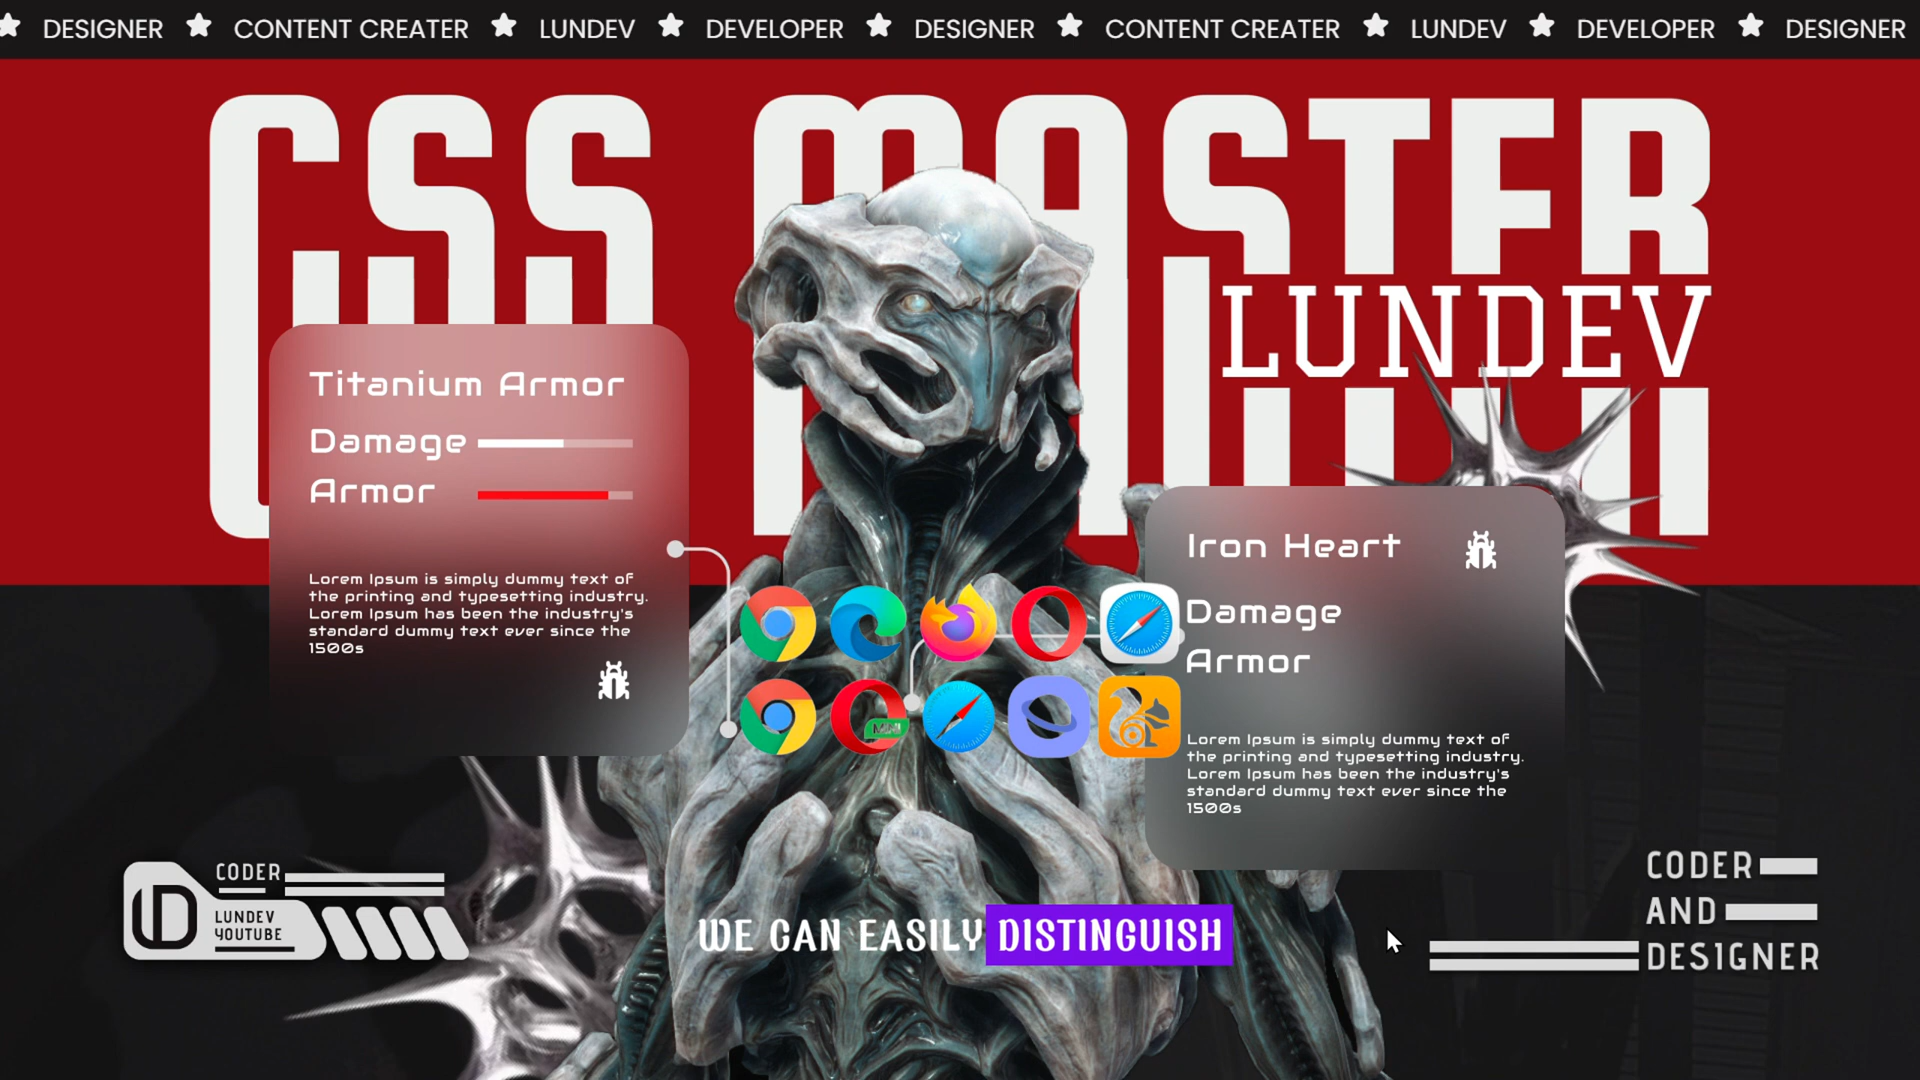 DESIGNER ★ CONTENT CREATER ★ LUNDEV ★ DEVELOPER ★ DESIGNER ★ CONTENT CREATER ★ LUNDEV ★ DEVELOPER ★ DESIGNER
CSS MASTER
LUNDEV
Titanium Armor
Damage
Armor
Lorem Ipsum is simply dummy text of
the printing and typesetting industry.
Lorem Ipsum has been the industry's
standard dummy text ever since the
1500s
Iron Heart
Damage
Armor
Lorem Ipsum is simply dummy text of
the printing and typesetting industry.
Lorem Ipsum has been the industry's
standard dummy text ever since the
1500s
MINI
CODER
LUNDEV
YOUTUBE
WE CAN EASILY DISTINGUISH
CODER
AND
DESIGNER